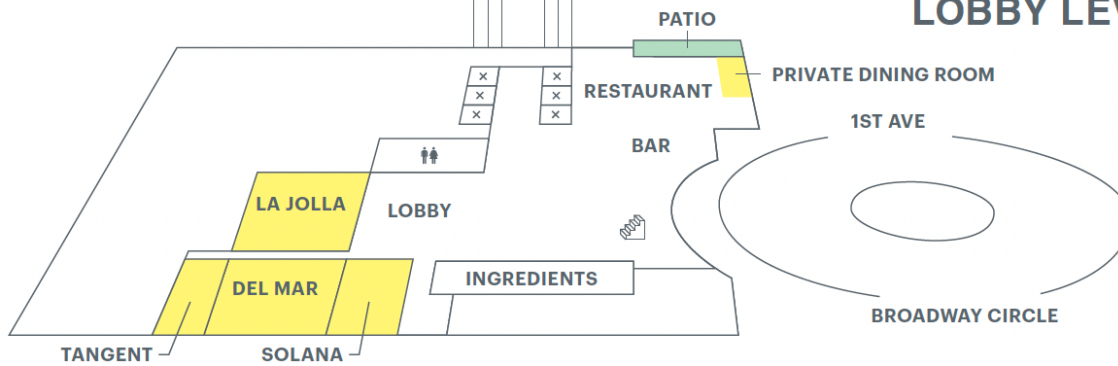 LOBBY LEV
PATIO
PRIVATE DINING ROOM
RESTAURANT
1ST AVE
BAR
LA JOLLA
LOBBY
INGREDIENTS
DEL MAR
BROADWAY CIRCLE
TANGENT
SOLANA